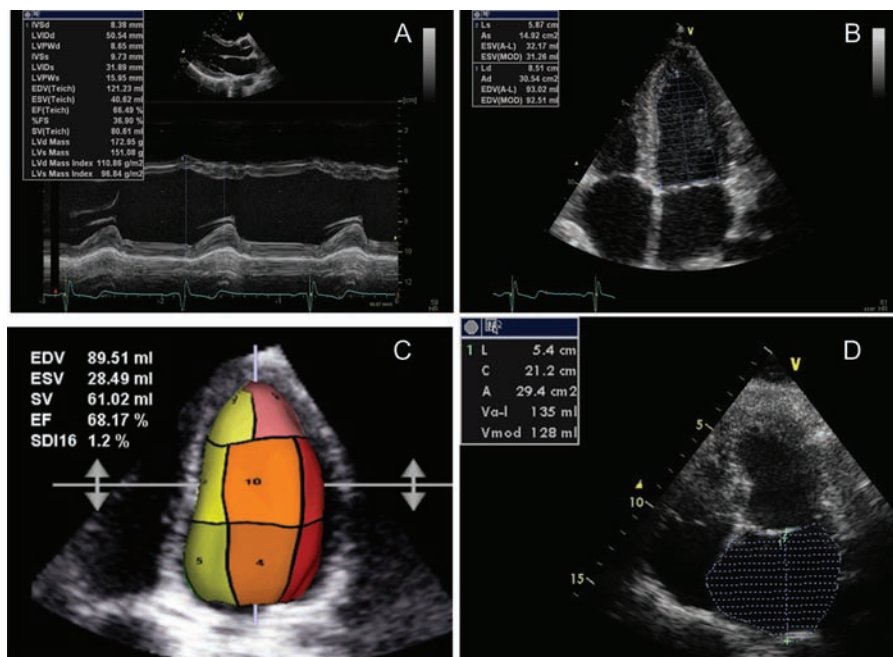 A
V
1 IVSd 8.38 mm
LVIDd 50.54 mm
LVPWd 8.65 mm
IVSs 9.73 mm
LVIDs 31.89 mm
LVPWs 15.95 mm
EDV(Teich) 121.23 ml
ESV(Teich) 40.62 ml
EF(Teich) 66.49 %
%FS 36.90 %
SV(Teich) 80.61 ml
LVd Mass 172.95 g
LVs Mass 151.08 g
LVd Mass Index 110.86 g/m2
LVs Mass Index 96.84 g/m2
B
V
Ls 5.87 cm
As 14.92 cm2
ESV(A-L) 32.17 ml
ESV(MOD) 31.26 ml
Ld 8.51 cm
Ad 30.54 cm2
EDV(A-L) 93.02 ml
EDV(MOD) 92.51 ml
C
EDV 89.51 ml
ESV 28.49 ml
SV 61.02 ml
EF 68.17 %
SDI16 1.2 %
10
5
4
D
V
1 L 5.4 cm
C 21.2 cm
A 29.4 cm2
Va-l 135 ml
Vmod 128 ml
5
10
15